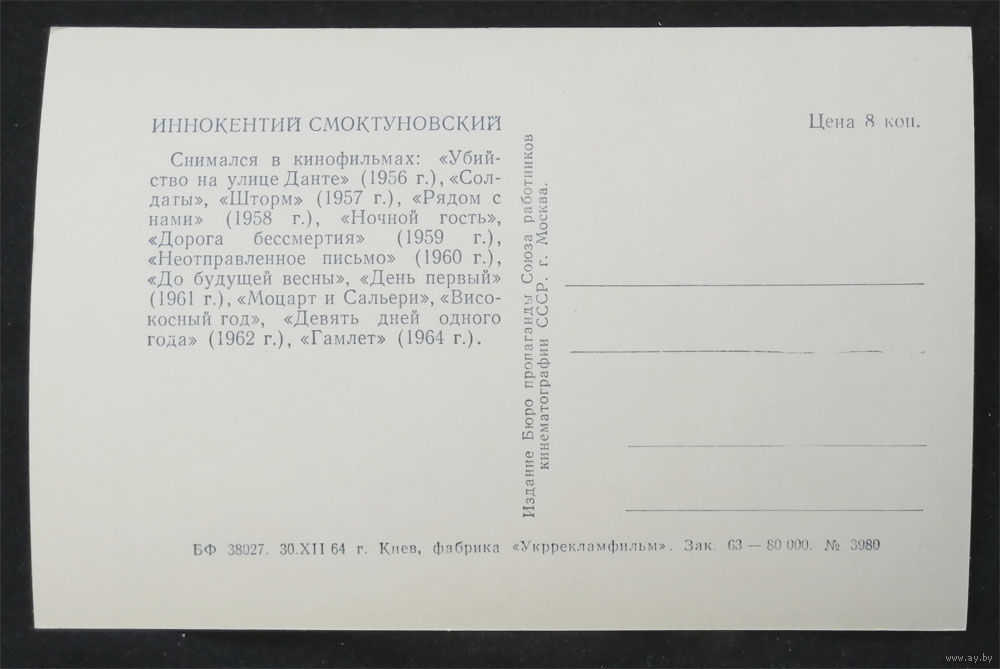 ИННОКЕНТИЙ СМОКТУНОВСКИЙ
Снимался в кинофильмах: «Убий-
ство на улице Данте» (1956 г.), «Сол-
даты», «Шторм» (1957 г.), «Рядом с
нами» (1958 г.), «Ночной гость»,
«Дорога бессмертия» (1959 г.),
«Неотправленное письмо» (1960 г.),
«До будущей весны», «День первый»
(1961 г.), «Моцарт и Сальери», «Висо-
косный год», «Девять дней одного
года» (1962 г.), «Гамлет» (1964 г.).
Издание Бюро пропаганды Союза работников
кинематографии СССР. г. Москва.
Цена 8 коп.
БФ 38027. 30.XII 64 г. Киев, фабрика «Укррекламфильм». Зак. 63 — 80 000. № 3980
www.ay.by